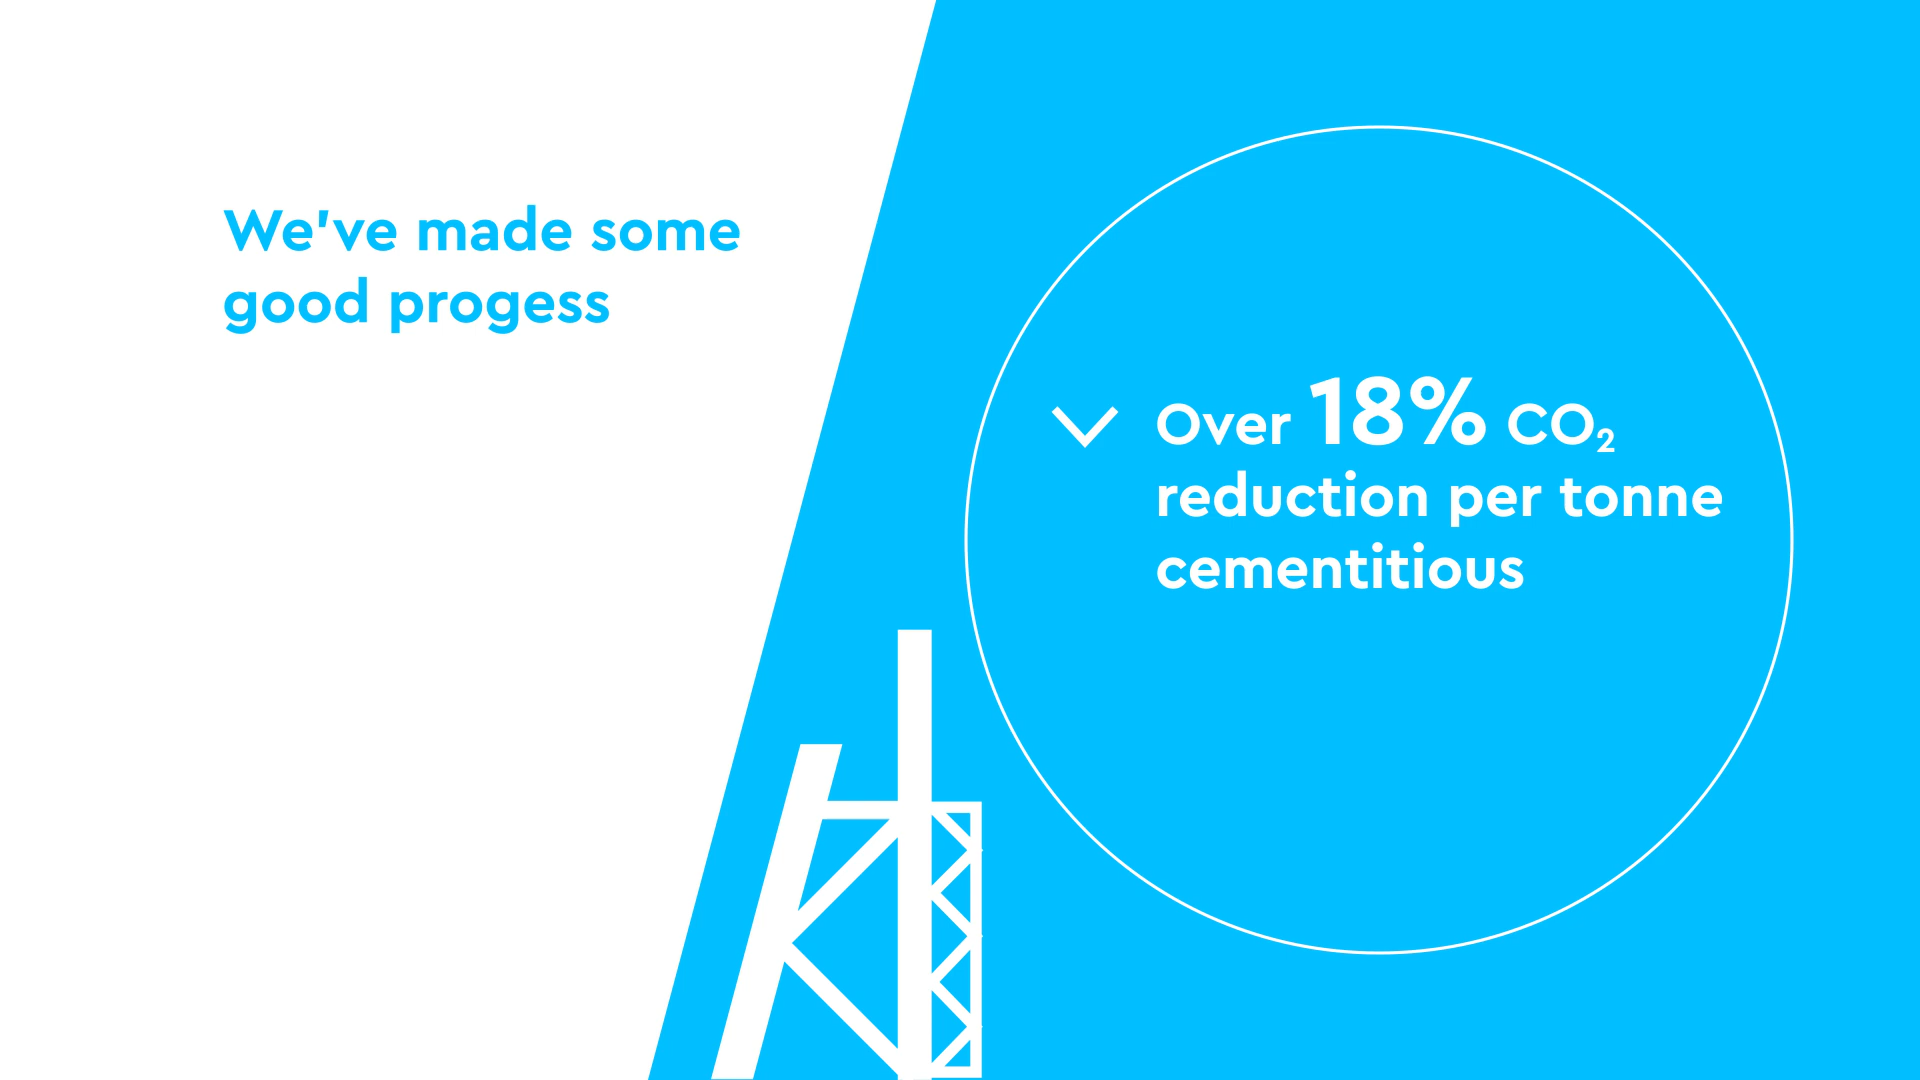 We've made some
good progess
Over 18% CO₂
reduction per tonne
cementitious